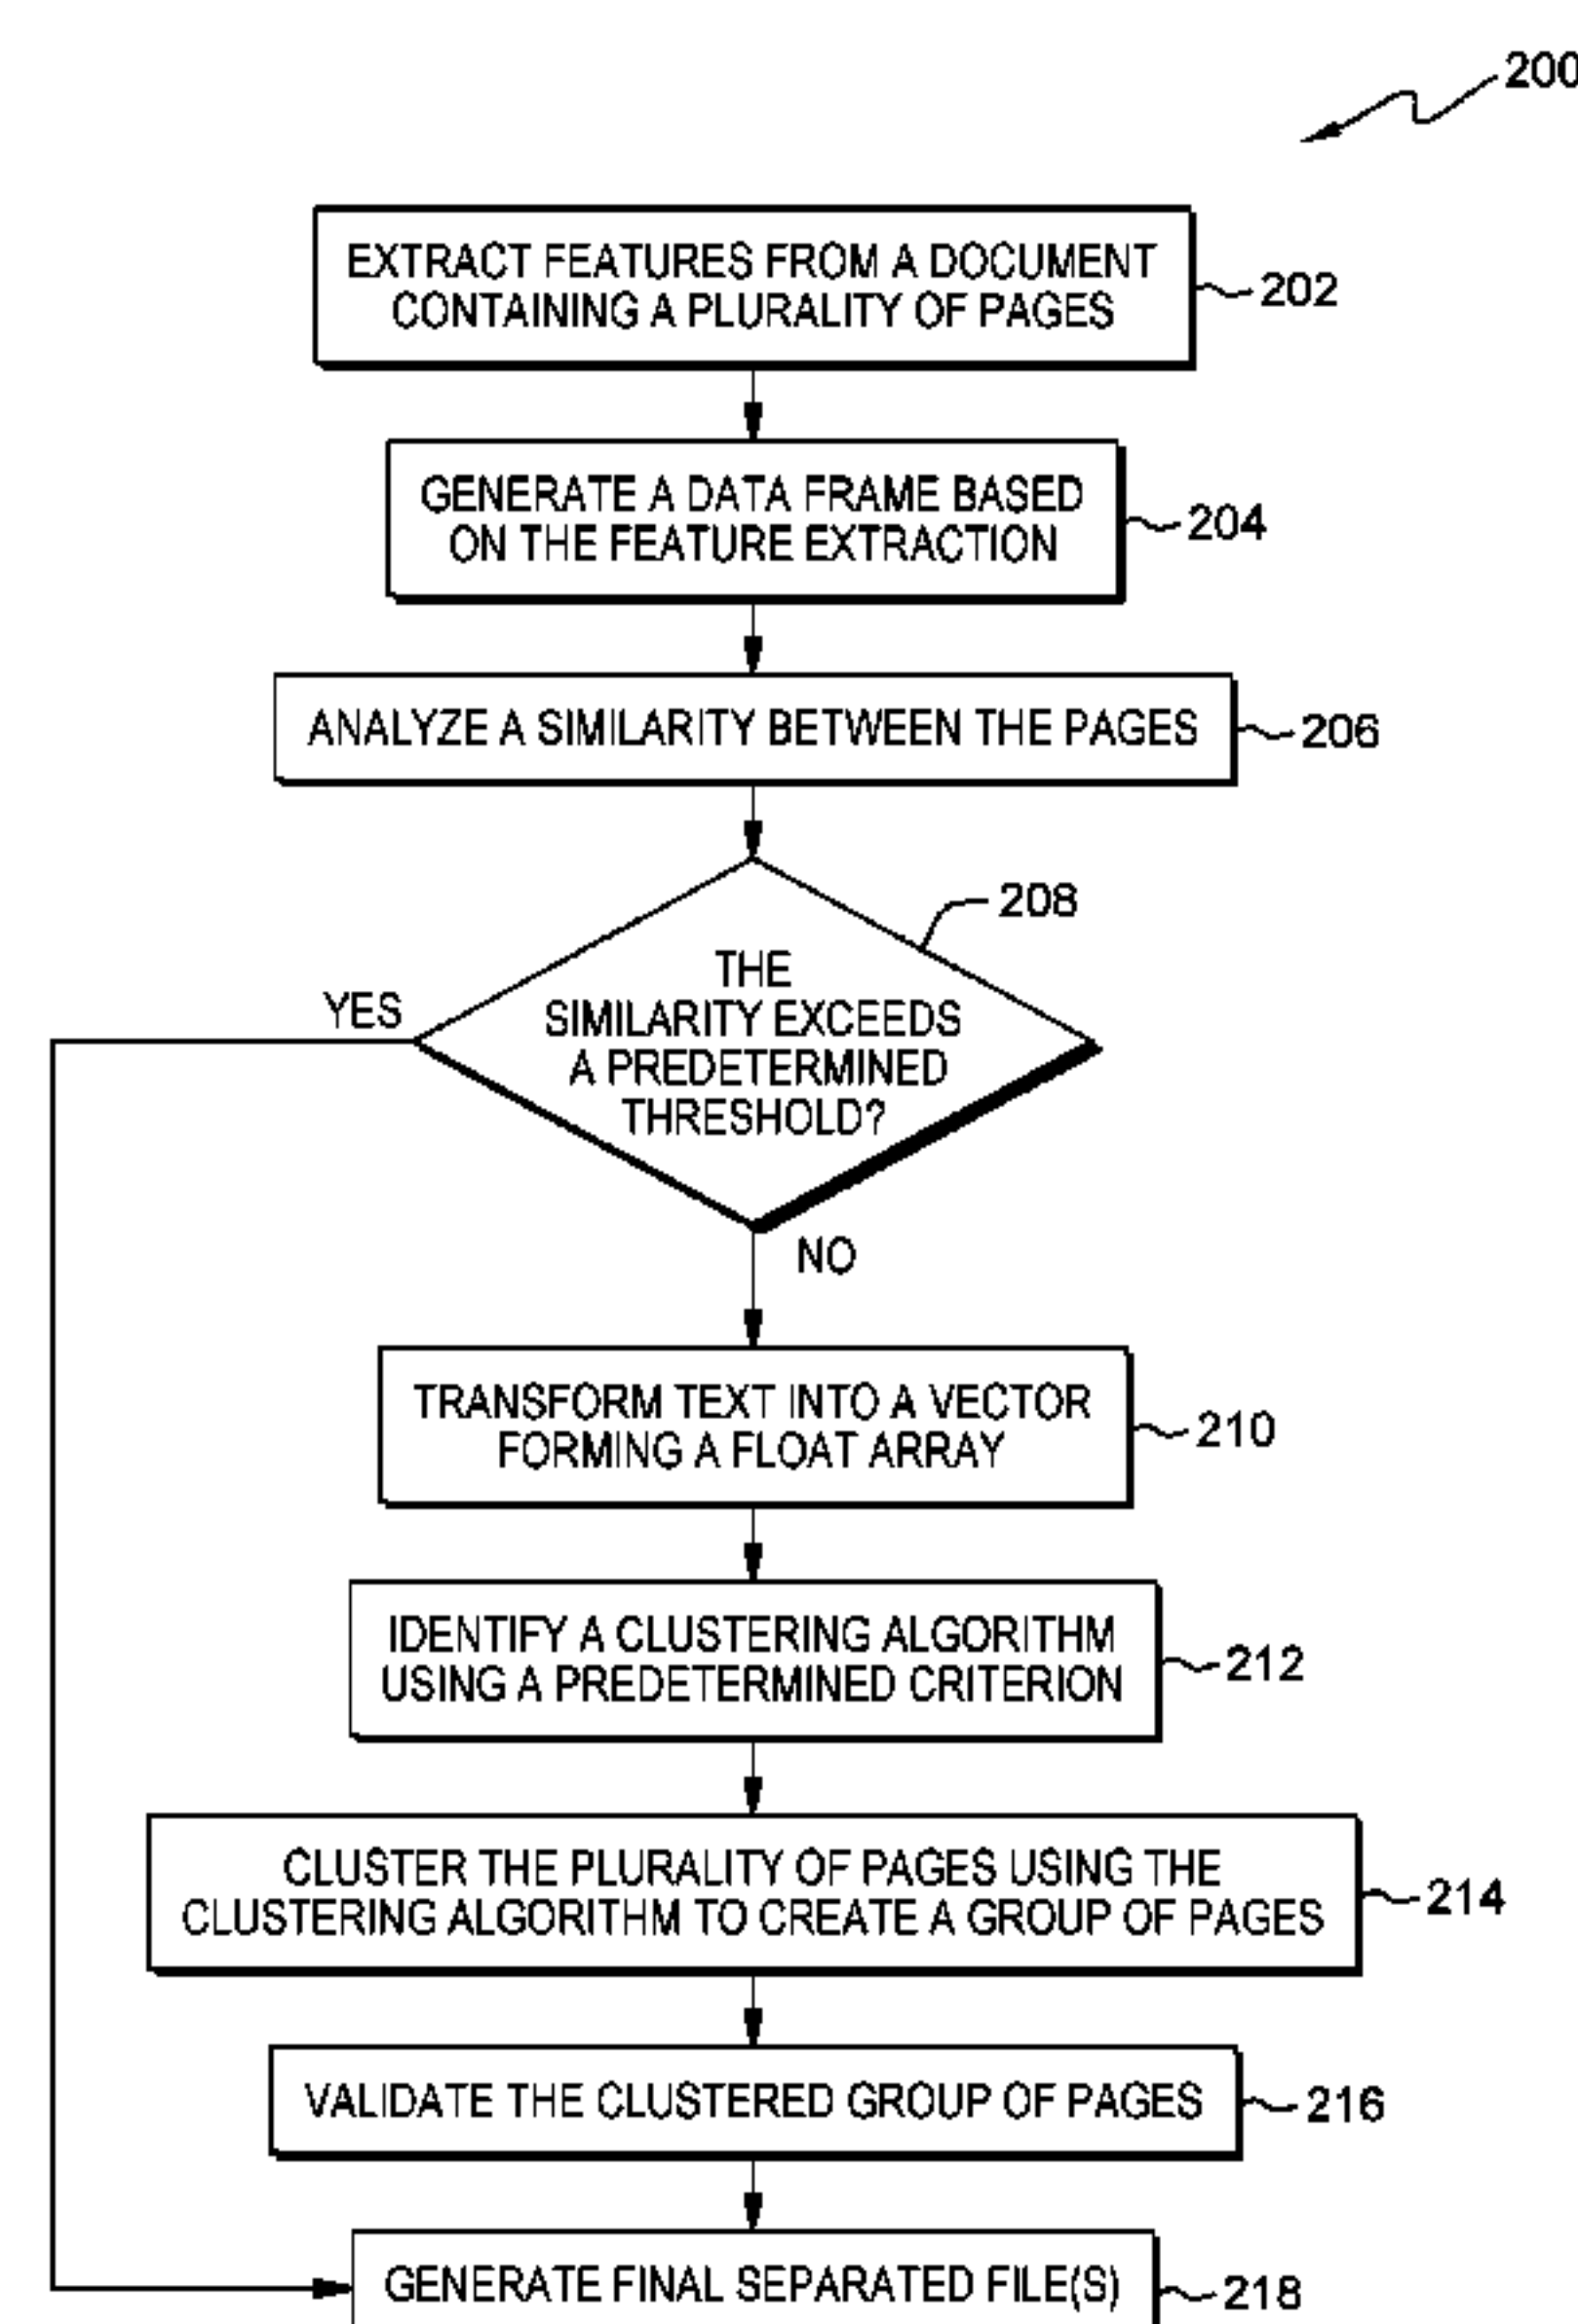 200
EXTRACT FEATURES FROM A DOCUMENT
CONTAINING A PLURALITY OF PAGES
202
GENERATE A DATA FRAME BASED
ON THE FEATURE EXTRACTION
204
ANALYZE A SIMILARITY BETWEEN THE PAGES
206
208
THE
SIMILARITY EXCEEDS
A PREDETERMINED
THRESHOLD?
YES
NO
TRANSFORM TEXT INTO A VECTOR
FORMING A FLOAT ARRAY
210
IDENTIFY A CLUSTERING ALGORITHM
USING A PREDETERMINED CRITERION
212
CLUSTER THE PLURALITY OF PAGES USING THE
CLUSTERING ALGORITHM TO CREATE A GROUP OF PAGES
214
VALIDATE THE CLUSTERED GROUP OF PAGES
216
GENERATE FINAL SEPARATED FILE(S)
218